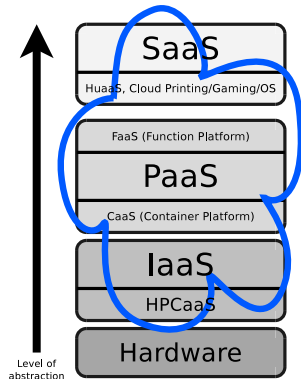 SaaS
HuaaS, Cloud Printing/Gaming/OS
FaaS (Function Platform)
PaaS
CaaS (Container Platform)
IaaS
HPCaaS
Hardware
Level of
abstraction